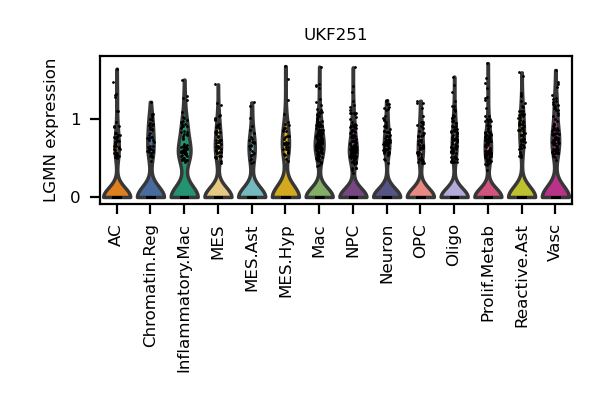 UKF251
LGMN expression
1
0
AC
Chromatin.Reg
Inflammatory.Mac
MES
MES.Ast
MES.Hyp
Mac
NPC
Neuron
OPC
Oligo
Prolif.Metab
Reactive.Ast
Vasc